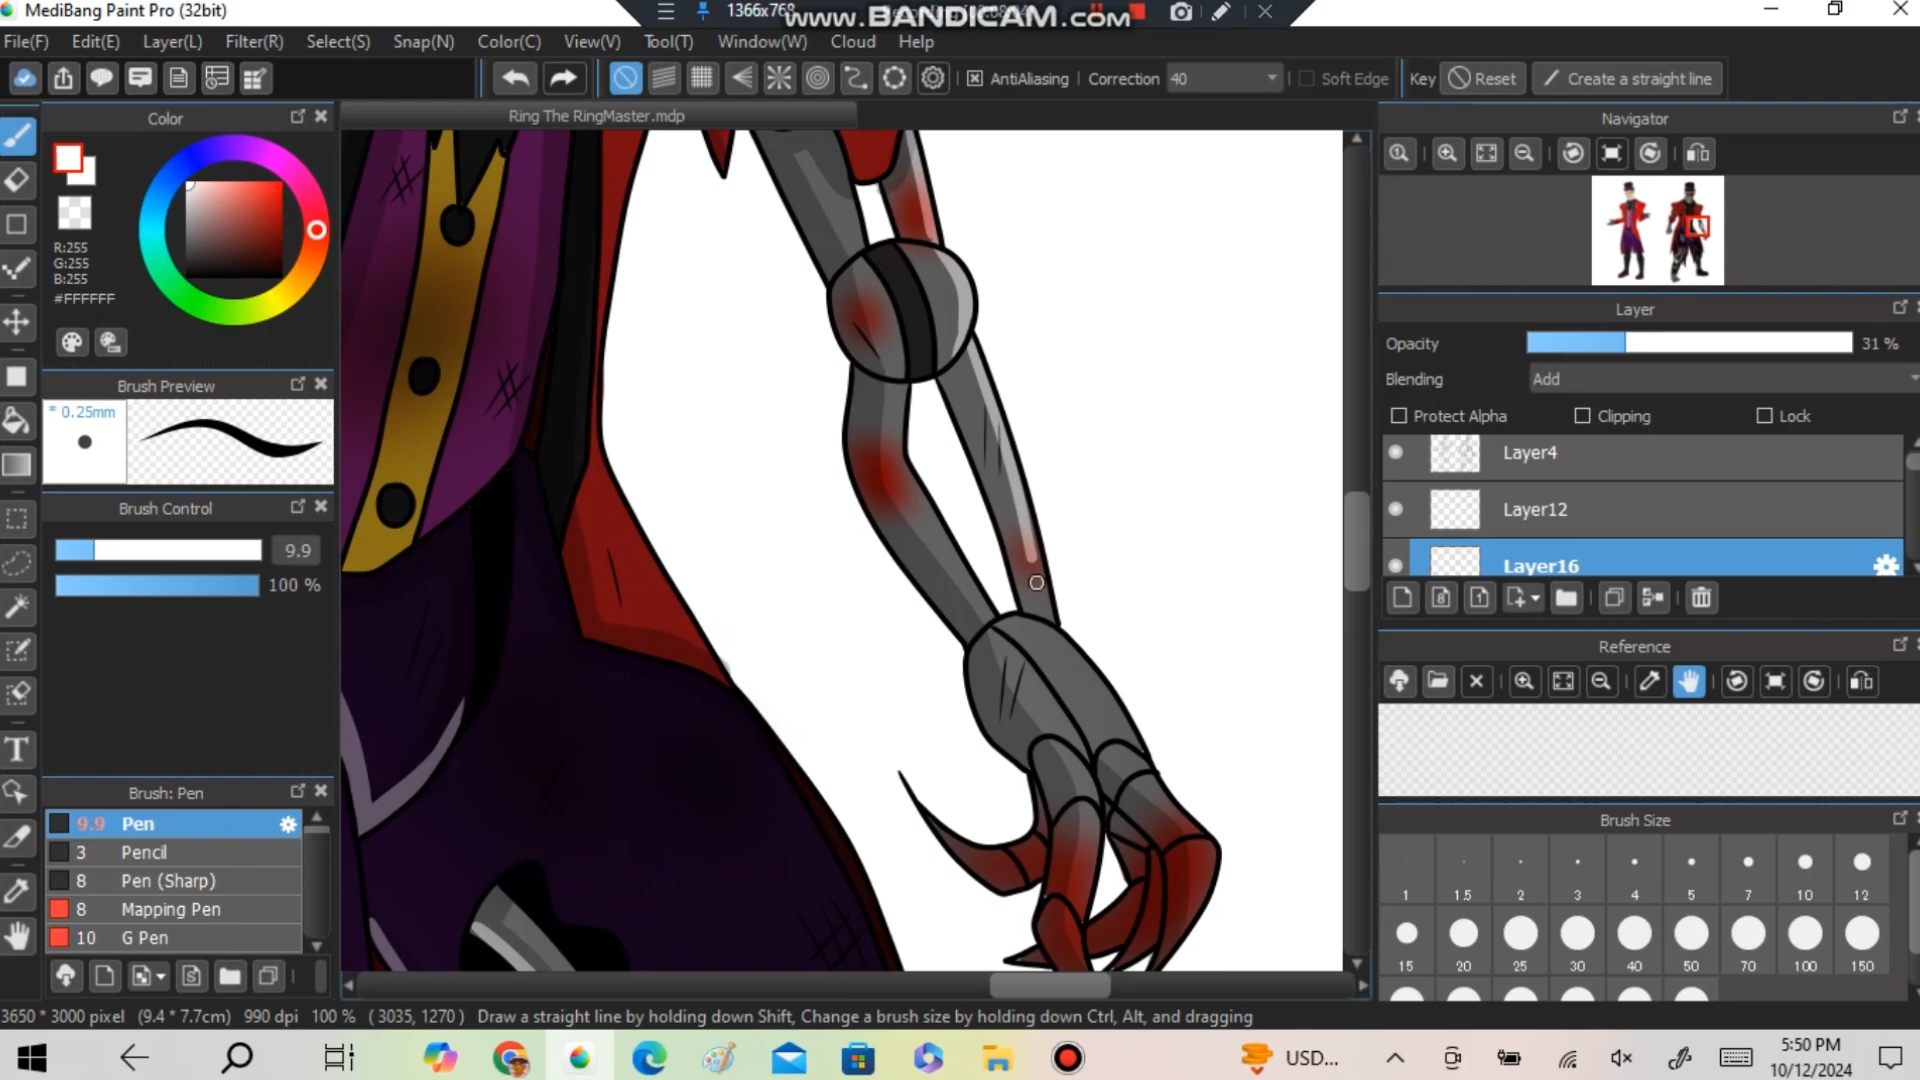 MediBang Paint Pro (32bit)
1366x768
www.BANDICAM.com
File(F) Edit(E) Layer(L) Filter(R) Select(S) Snap(N) Color(C) View(V) Tool(T) Window(W) Cloud Help
AntiAliasing Correction 40 Soft Edge Key Reset Create a straight line
Color
Ring The RingMaster.mdp
Navigator
R:255
G:255
B:255
#FFFFFF
Layer
Opacity 31 %
Blending Add
Protect Alpha Clipping Lock
Layer4
Layer12
Layer16
Brush Preview
* 0.25mm
Brush Control
9.9
100 %
Reference
Brush: Pen
9.9 Pen
3 Pencil
8 Pen (Sharp)
8 Mapping Pen
10 G Pen
Brush Size
1 1.5 2 3 4 5 7 10 12
15 20 25 30 40 50 70 100 150
3650 * 3000 pixel (9.4 * 7.7cm) 990 dpi 100 % ( 3035, 1270 ) Draw a straight line by holding down Shift, Change a brush size by holding down Ctrl, Alt, and dragging
USD...
5:50 PM
10/12/2024